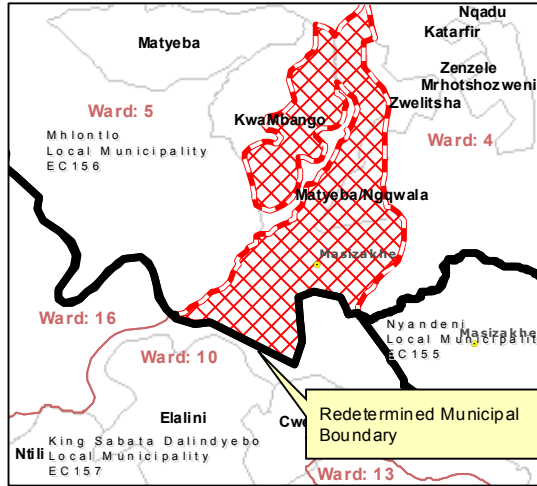 Nqadu
Katarfir
Matyeba
Zenzele
Mrhotshozweni
Zwelitsha
Ward: 5
KwaMbango
Ward: 4
Mhlontlo
Local Municipality
EC156
Matyeba/Ngqwala
Masizakhe
Ward: 16
Nyandeni
Local Municipality
EC155
Masizakhe
Ward: 10
Redetermined Municipal
Boundary
Elalini
Ntili
King Sabata Dalindyebo
Local Municipality
EC157
Ward: 13